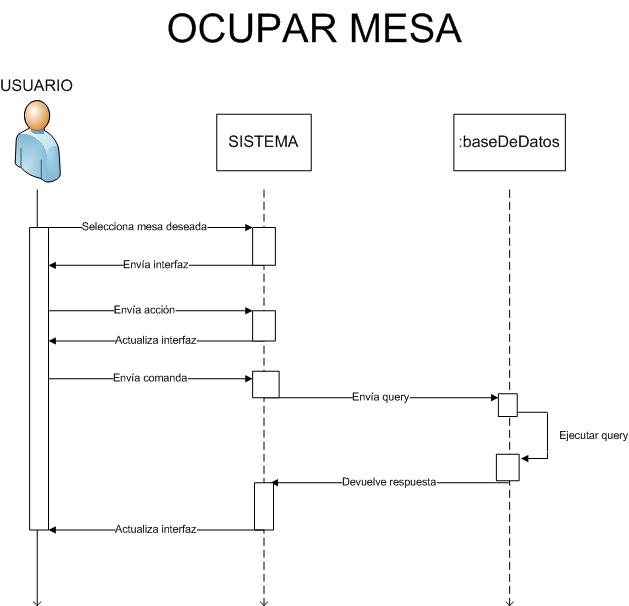 OCUPAR MESA
USUARIO
SISTEMA
:baseDeDatos
Selecciona mesa deseada
Envía interfaz
Envía acción
Actualiza interfaz
Envía comanda
Envía query
Ejecutar query
Devuelve respuesta
Actualiza interfaz